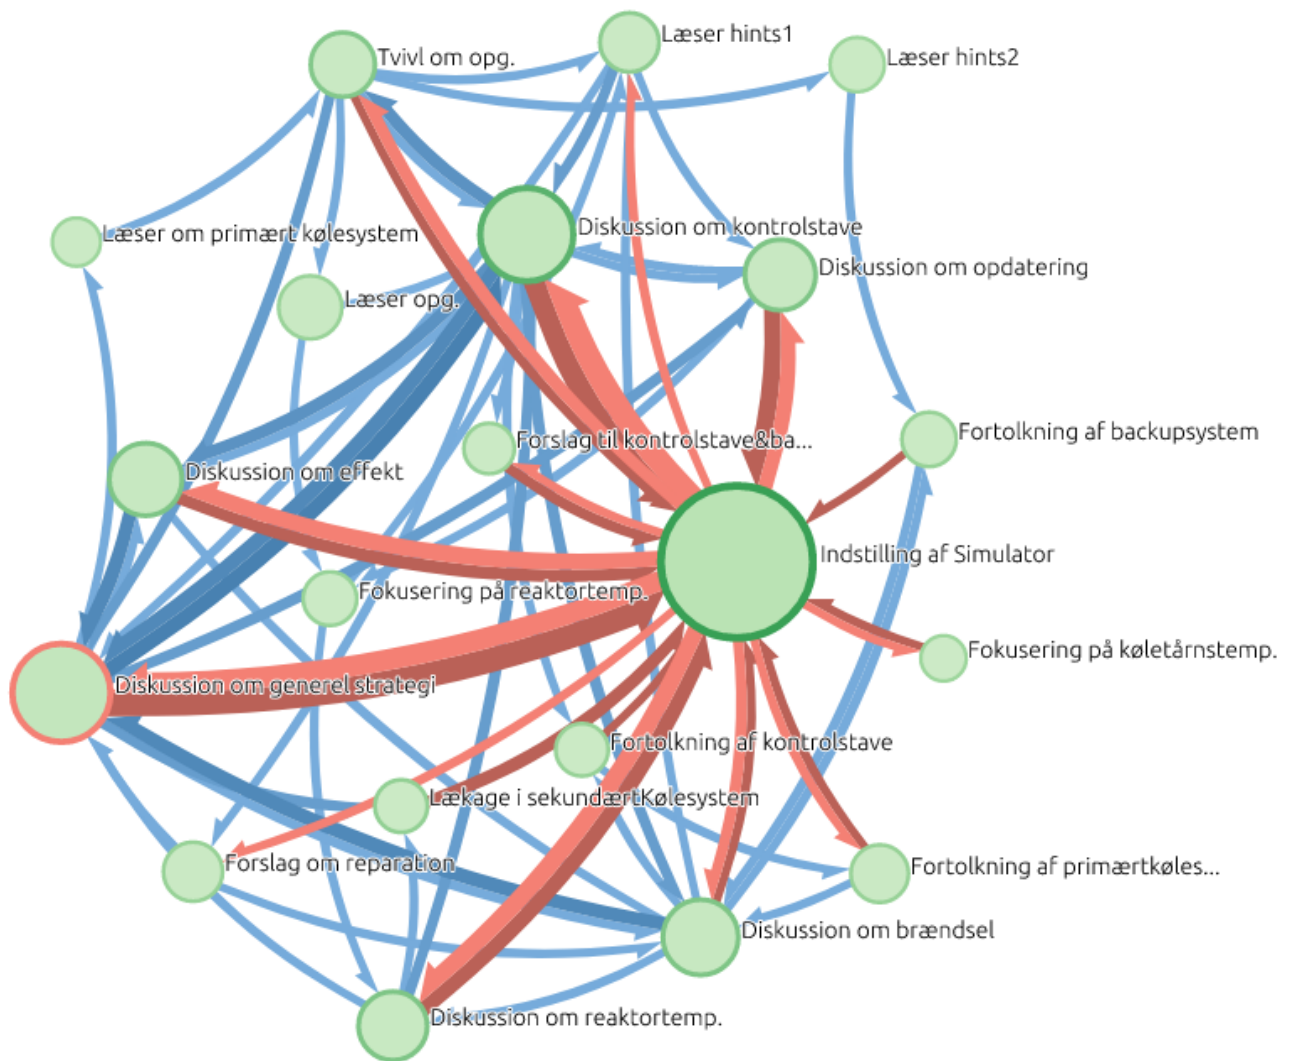 Læser hints1
Tvivl om opg.
Læser hints2
Læser om primært kølesystem
Diskussion om kontrolstave
Diskussion om opdatering
Læser opg.
Forslag til kontrolstave&ba...
Fortolkning af backupsystem
Diskussion om effekt
Indstilling af Simulator
Fokusering på reaktortemp.
Fokusering på køletårnstemp.
Diskussion om generel strategi
Fortolkning af kontrolstave
Lækage i sekundærtKølesystem
Forslag om reparation
Fortolkning af primærtkøles...
Diskussion om brændsel
Diskussion om reaktortemp.